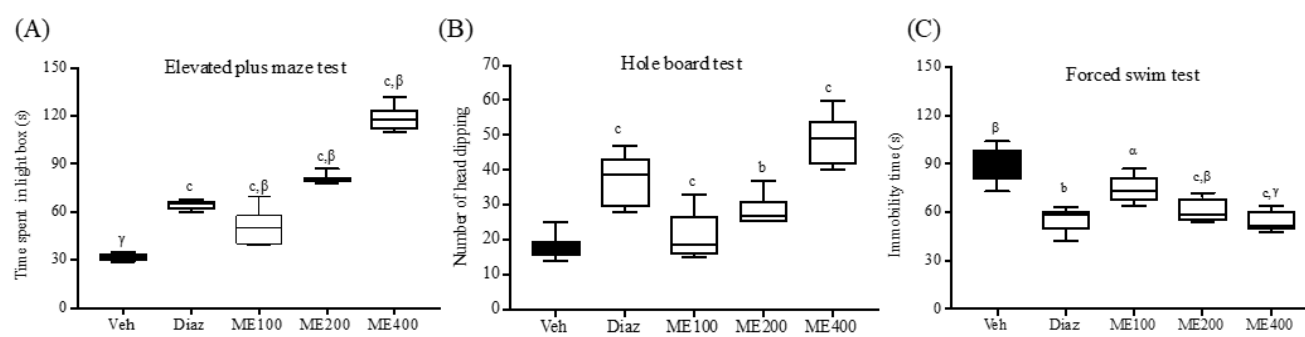 (A)
Elevated plus maze test
Time spent in light box (s)
150
120
90
60
30
0
γ
c
c,β
c,β
c,β
Veh Diaz ME100 ME200 ME400
(B)
Hole board test
Number of head dipping
70
60
50
40
30
20
10
0
c
c
b
c
Veh Diaz ME100 ME200 ME400
(C)
Forced swim test
Immobility time (s)
150
120
90
60
30
0
β
b
α
c,β
c,γ
Veh Diaz ME100 ME200 ME400